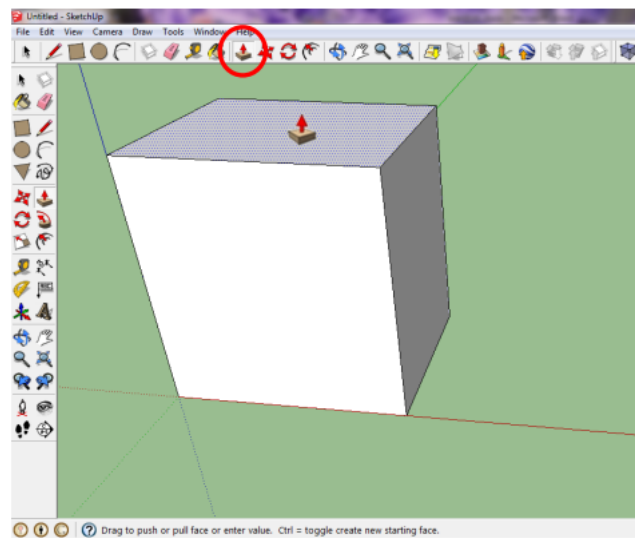 Untitled - SketchUp
File Edit View Camera Draw Tools Window Help
Drag to push or pull face or enter value. Ctrl = toggle create new starting face.